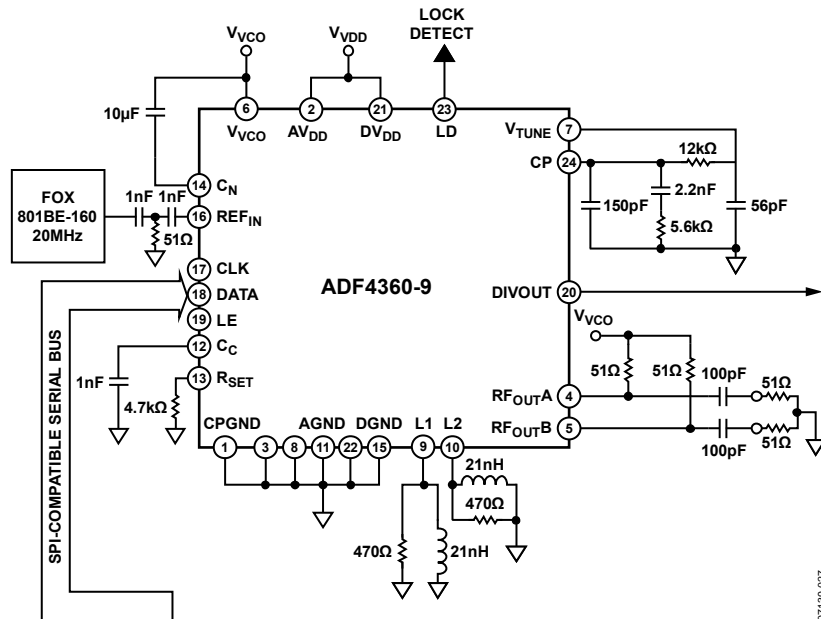 LOCK
DETECT
VVCO
VVDD
10µF
6
2
21
23
VVCO
AVDD
DVDD
LD
VTUNE
7
CP
24
12kΩ
150pF
2.2nF
5.6kΩ
56pF
FOX
801BE-160
20MHz
1nF
1nF
51Ω
14
CN
16
REFIN
17
CLK
18
DATA
19
LE
12
CC
13
RSET
1nF
4.7kΩ
ADF4360-9
DIVOUT
20
VVCO
51Ω
51Ω
100pF
51Ω
RFOUTA
4
RFOUTB
5
100pF
51Ω
CPGND
AGND
DGND
L1
L2
1
3
8
11
22
15
9
10
21nH
470Ω
470Ω
21nH
SPI-COMPATIBLE SERIAL BUS